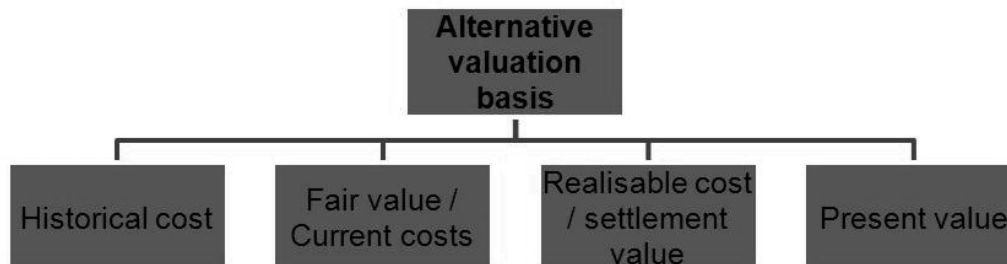 Alternative
valuation
basis
Historical cost
Fair value /
Current costs
Realisable cost
/ settlement
value
Present value